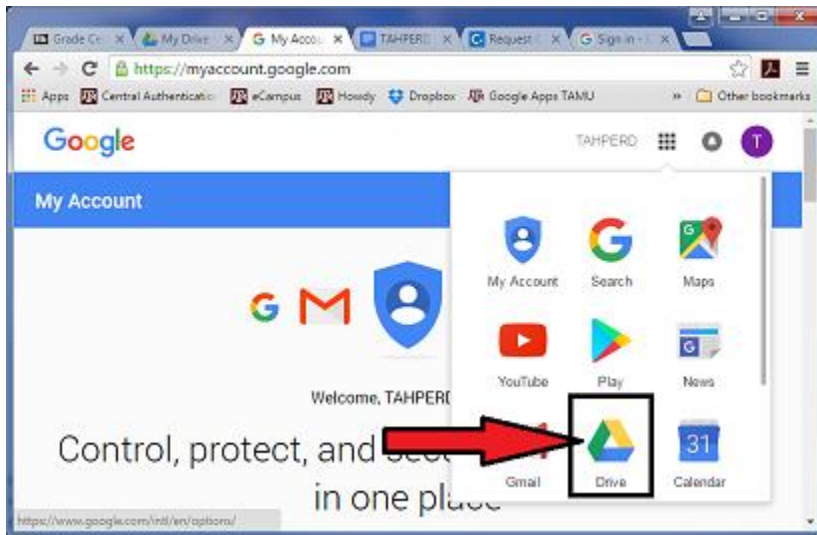 Grade Ce
My Drive
My Acco
TAHPERD
Request
Sign in -
https://myaccount.google.com
Apps
Central Authenticatio
eCampus
Howdy
Dropbox
Google Apps TAMU
»
Other bookmarks
Google
TAHPERD
T
My Account
My Account
Search
Maps
YouTube
Play
News
31
Gmail
Drive
Calendar
Welcome, TAHPERD
Control, protect, and
in one place
https://www.google.com/intl/en/options/